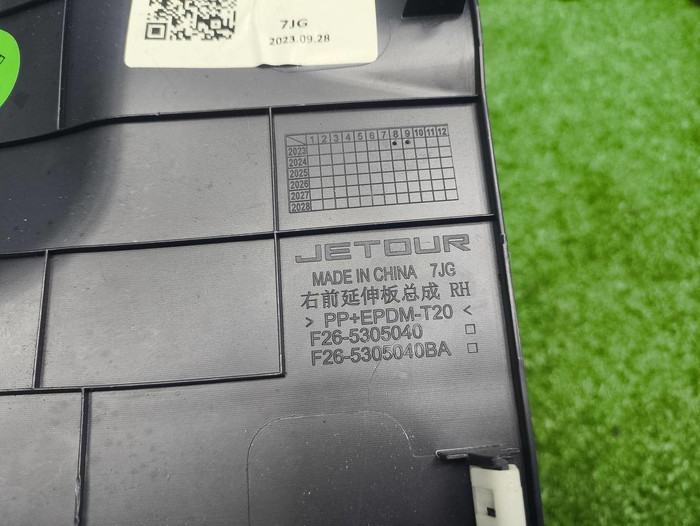 7JG
2023.09.28
1 2 3 4 5 6 7 8 9 10 11 12
2023
2024
2025
2026
2027
2028
JETOUR
MADE IN CHINA 7JG
右前延伸板总成 RH
> PP+EPDM-T20 <
F26-5305040
F26-5305040BA